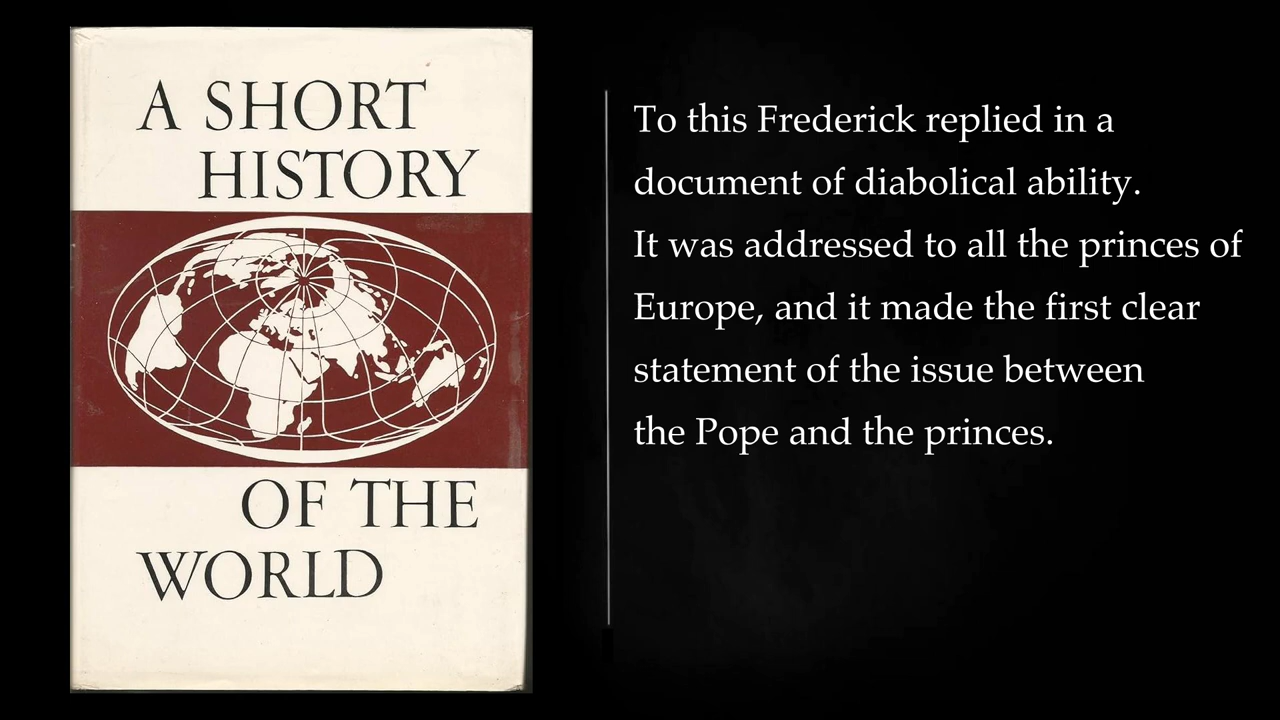 A SHORT
HISTORY
OF THE
WORLD
To this Frederick replied in a
document of diabolical ability.
It was addressed to all the princes of
Europe, and it made the first clear
statement of the issue between
the Pope and the princes.